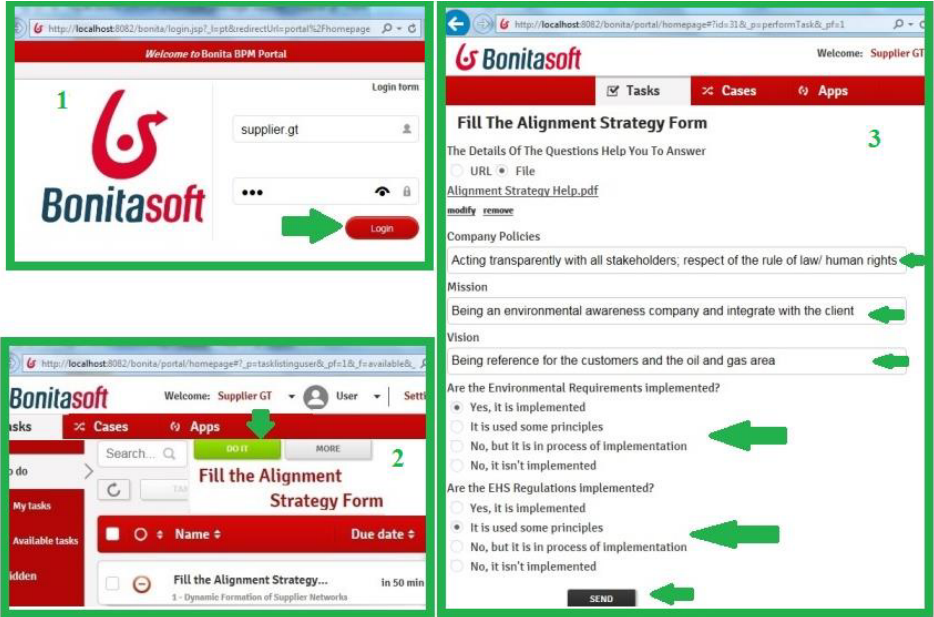 http://localhost:8082/bonita/login.jsp?_l=pt&redirectUrl=portal%2Fhomepage
Welcome to Bonita BPM Portal
1
Login form
supplier.gt
•••
Bonitasoft
Login
http://localhost:8082/bonita/portal/homepage#?_p=tasklistinguser&_pf=1&_f=available&_
Bonitasoft
Welcome: Supplier GT
User
Setti
asks
Cases
Apps
Search...
DO IT
MORE
2
o do
Fill the Alignment
Strategy Form
My tasks
Name
Due date
Available tasks
idden
Fill the Alignment Strategy...
in 50 min
1 - Dynamic Formation of Supplier Networks
http://localhost:8082/bonita/portal/homepage#?id=31&_p=performTask&_pf=1
Bonitasoft
Welcome: Supplier GT
Tasks
Cases
Apps
Fill The Alignment Strategy Form
3
The Details Of The Questions Help You To Answer
URL File
Alignment Strategy Help.pdf
modify remove
Company Policies
Acting transparently with all stakeholders; respect of the rule of law/ human rights
Mission
Being an environmental awareness company and integrate with the client
Vision
Being reference for the customers and the oil and gas area
Are the Environmental Requirements implemented?
Yes, it is implemented
It is used some principles
No, but it is in process of implementation
No, it isn't implemented
Are the EHS Regulations implemented?
Yes, it is implemented
It is used some principles
No, but it is in process of implementation
No, it isn't implemented
SEND